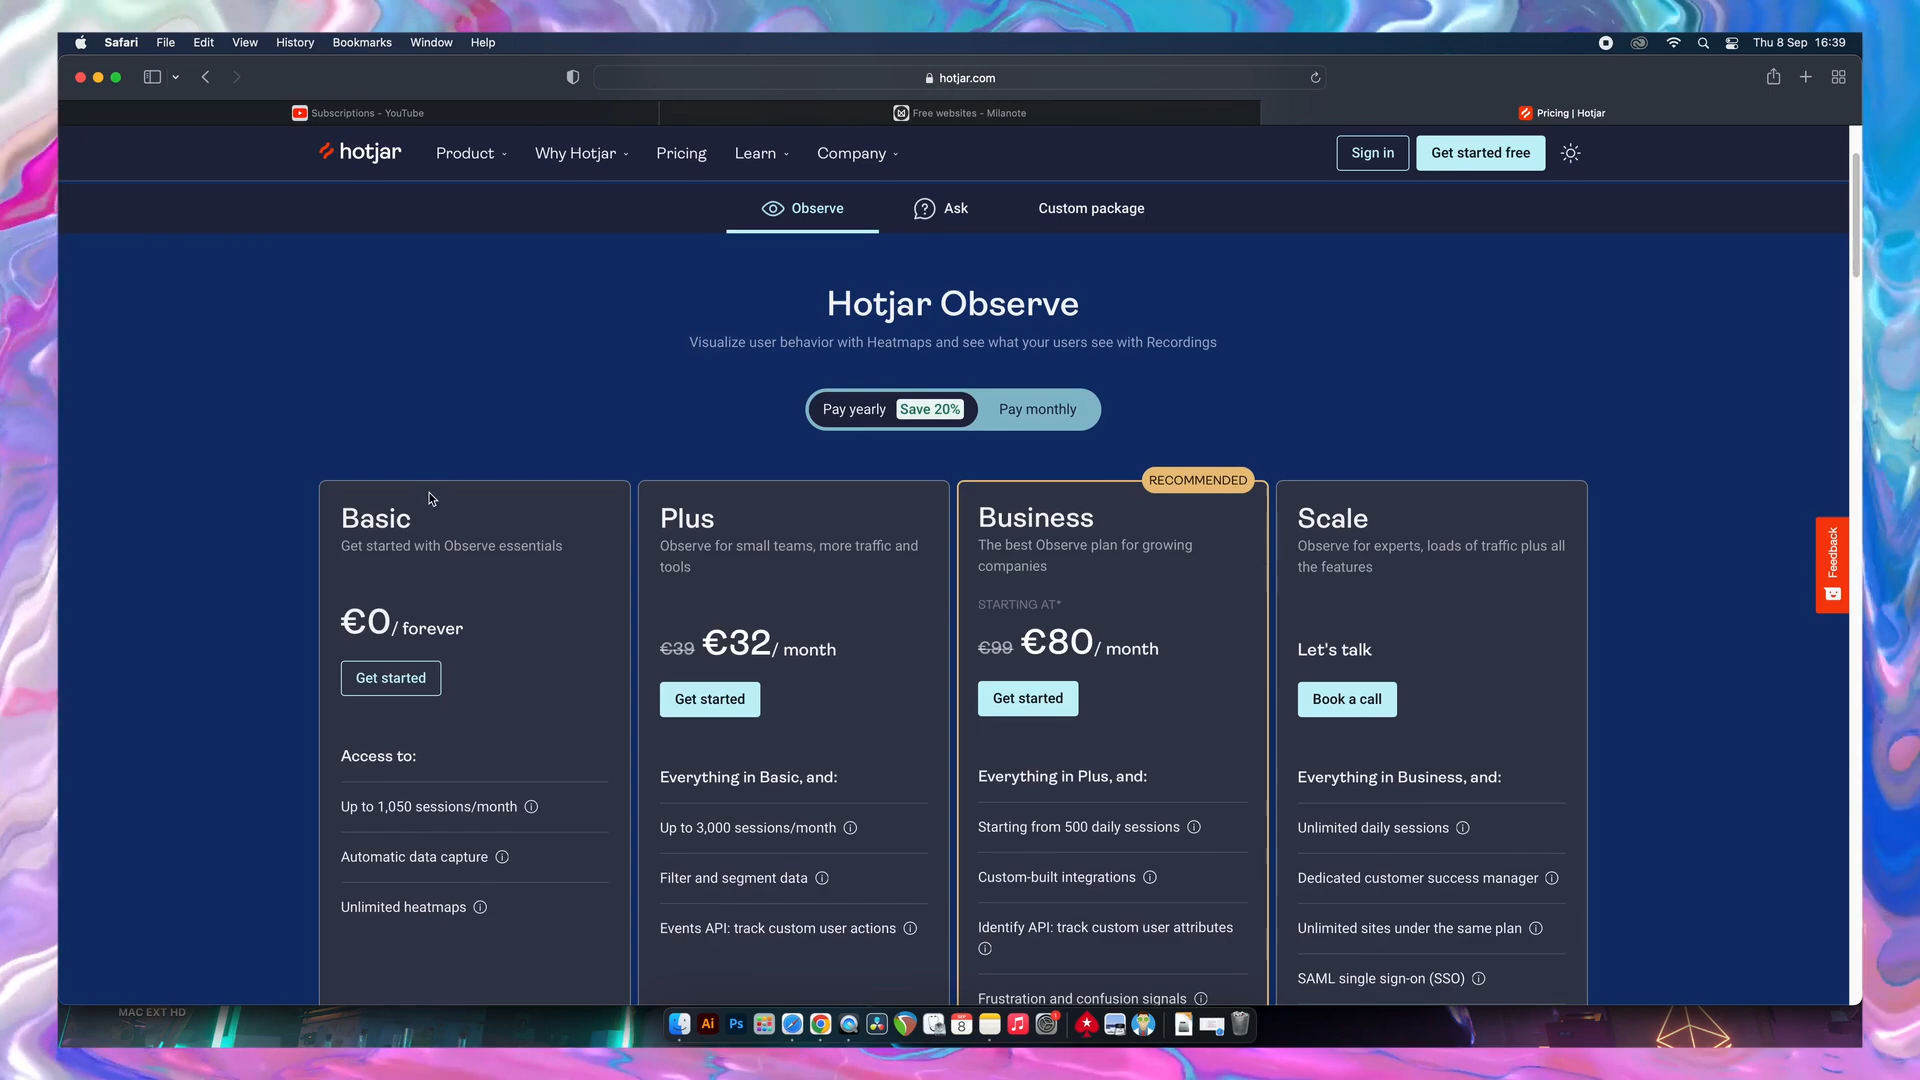 Safari File Edit View History Bookmarks Window Help Thu 8 Sep 16:39
hotjar.com
Subscriptions - YouTube Free websites - Milanote Pricing | Hotjar
hotjar Product Why Hotjar Pricing Learn Company Sign in Get started free
Observe Ask Custom package
Hotjar Observe
Visualize user behavior with Heatmaps and see what your users see with Recordings
Pay yearly Save 20% Pay monthly
Basic
Get started with Observe essentials
€0/ forever
Get started
Access to:
Up to 1,050 sessions/month
Automatic data capture
Unlimited heatmaps
Plus
Observe for small teams, more traffic and
tools
€39 €32/ month
Get started
Everything in Basic, and:
Up to 3,000 sessions/month
Filter and segment data
Events API: track custom user actions
RECOMMENDED
Business
The best Observe plan for growing
companies
STARTING AT*
€99 €80/ month
Get started
Everything in Plus, and:
Starting from 500 daily sessions
Custom-built integrations
Identify API: track custom user attributes
Frustration and confusion signals
Scale
Observe for experts, loads of traffic plus all
the features
Let's talk
Book a call
Everything in Business, and:
Unlimited daily sessions
Dedicated customer success manager
Unlimited sites under the same plan
SAML single sign-on (SSO)
Feedback
MAC EXT HD
Ai Ps 8